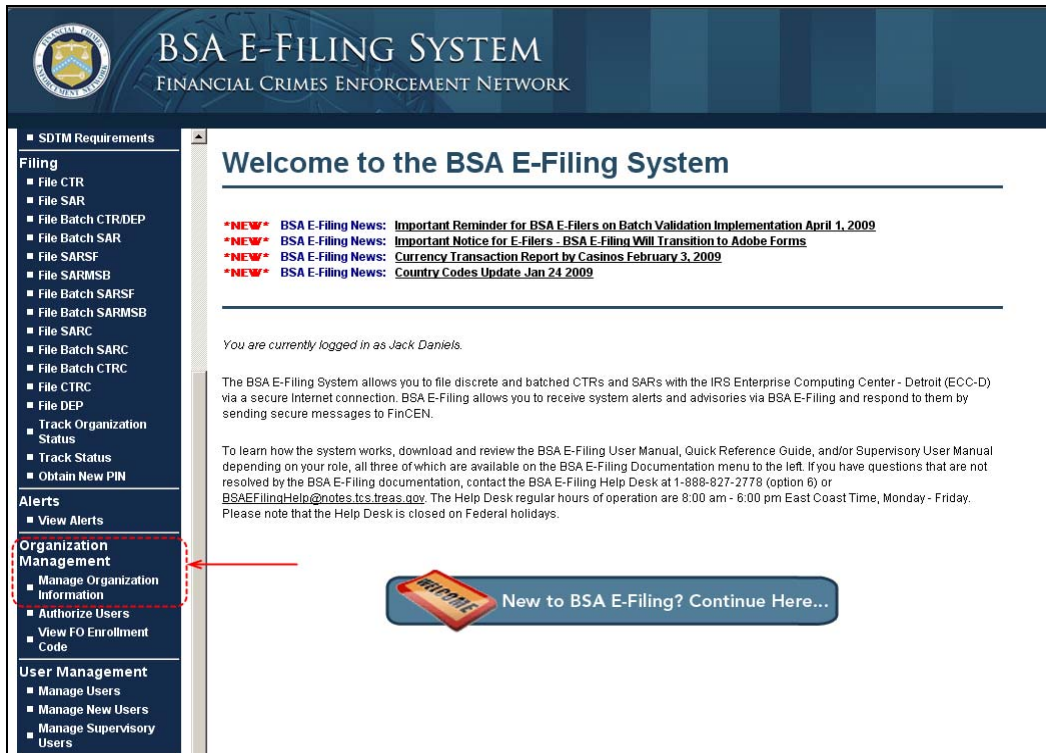 BSA E-FILING SYSTEM
FINANCIAL CRIMES ENFORCEMENT NETWORK
SDTM Requirements
Filing
File CTR
File SAR
File Batch CTR/DEP
File Batch SAR
File SARSF
File SARMSB
File Batch SARSF
File Batch SARMSB
File SARC
File Batch SARC
File Batch CTRC
File CTRC
File DEP
Track Organization
Status
Track Status
Obtain New PIN
Alerts
View Alerts
Organization
Management
Manage Organization
Information
Authorize Users
View FO Enrollment
Code
User Management
Manage Users
Manage New Users
Manage Supervisory
Users
Welcome to the BSA E-Filing System
*NEW* BSA E-Filing News: Important Reminder for BSA E-Filers on Batch Validation Implementation April 1, 2009
*NEW* BSA E-Filing News: Important Notice for E-Filers - BSA E-Filing Will Transition to Adobe Forms
*NEW* BSA E-Filing News: Currency Transaction Report by Casinos February 3, 2009
*NEW* BSA E-Filing News: Country Codes Update Jan 24 2009
You are currently logged in as Jack Daniels.
The BSA E-Filing System allows you to file discrete and batched CTRs and SARs with the IRS Enterprise Computing Center - Detroit (ECC-D)
via a secure Internet connection. BSA E-Filing allows you to receive system alerts and advisories via BSA E-Filing and respond to them by
sending secure messages to FinCEN.
To learn how the system works, download and review the BSA E-Filing User Manual, Quick Reference Guide, and/or Supervisory User Manual
depending on your role, all three of which are available on the BSA E-Filing Documentation menu to the left. If you have questions that are not
resolved by the BSA E-Filing documentation, contact the BSA E-Filing Help Desk at 1-888-827-2778 (option 6) or
BSAEFilingHelp@notes.tcs.treas.gov. The Help Desk regular hours of operation are 8:00 am - 6:00 pm East Coast Time, Monday - Friday.
Please note that the Help Desk is closed on Federal holidays.
WELCOME
New to BSA E-Filing? Continue Here...